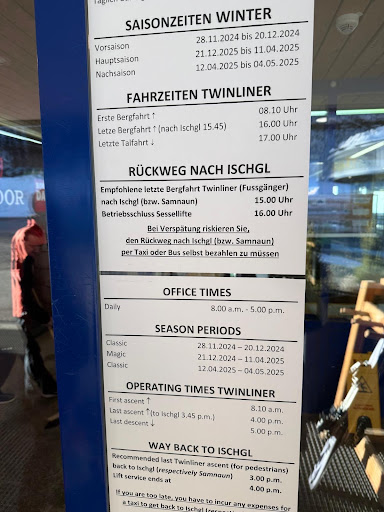 SAISONZEITEN WINTER
Vorsaison 28.11.2024 bis 20.12.2024
Hauptsaison 21.12.2025 bis 11.04.2025
Nachsaison 12.04.2025 bis 04.05.2025
FAHRZEITEN TWINLINER
Erste Bergfahrt ↑ 08.10 Uhr
Letze Bergfahrt ↑ (nach Ischgl 15.45) 16.00 Uhr
Letzte Talfahrt ↓ 17.00 Uhr
RÜCKWEG NACH ISCHGL
Empfohlene letzte Bergfahrt Twinliner (Fussgänger)
nach Ischgl (bzw. Samnaun) 15.00 Uhr
Betriebsschluss Sessellifte 16.00 Uhr
Bei Verspätung riskieren Sie,
den Rückweg nach Ischgl (bzw. Samnaun)
per Taxi oder Bus selbst bezahlen zu müssen
OFFICE TIMES
Daily 8.00 a.m. - 5.00 p.m.
SEASON PERIODS
Classic 28.11.2024 – 20.12.2024
Magic 21.12.2024 – 11.04.2025
Classic 12.04.2025 – 04.05.2025
OPERATING TIMES TWINLINER
First ascent ↑ 8.10 a.m.
Last ascent ↑(to Ischgl 3.45 p.m.) 4.00 p.m.
Last descent ↓ 5.00 p.m.
WAY BACK TO ISCHGL
Recommended last Twinliner ascent (for pedestrians)
back to Ischgl (respectively Samnaun) 3.00 p.m.
Lift service ends at 4.00 p.m.
If you are too late, you have to incur any expenses for
a taxi to get back to Ischgl